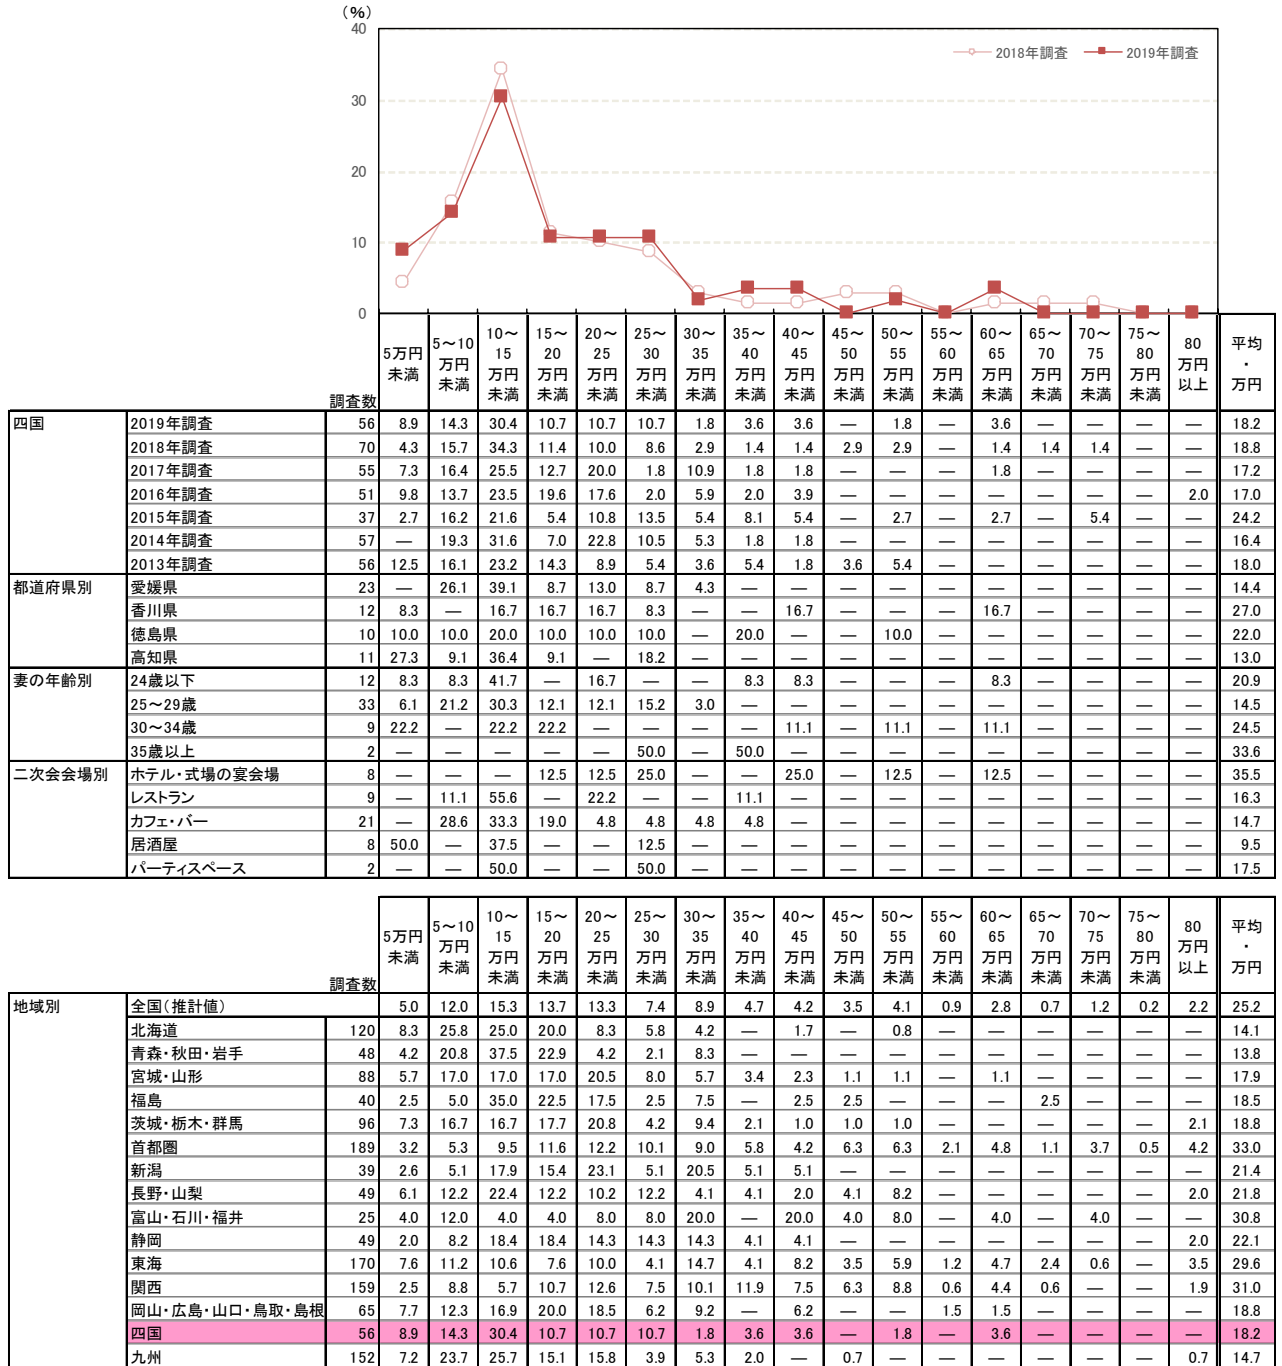 （％）
40
30
20
10
0
2018年調査 2019年調査
調査数 5万円未満 5～10万円未満 10～15万円未満 15～20万円未満 20～25万円未満 25～30万円未満 30～35万円未満 35～40万円未満 40～45万円未満 45～50万円未満 50～55万円未満 55～60万円未満 60～65万円未満 65～70万円未満 70～75万円未満 75～80万円未満 80万円以上 平均・万円
四国 2019年調査 56 8.9 14.3 30.4 10.7 10.7 10.7 1.8 3.6 3.6 — 1.8 — 3.6 — — — — 18.2
2018年調査 70 4.3 15.7 34.3 11.4 10.0 8.6 2.9 1.4 1.4 2.9 2.9 — 1.4 1.4 1.4 — — 18.8
2017年調査 55 7.3 16.4 25.5 12.7 20.0 1.8 10.9 1.8 1.8 — — — 1.8 — — — — 17.2
2016年調査 51 9.8 13.7 23.5 19.6 17.6 2.0 5.9 2.0 3.9 — — — — — — — 2.0 17.0
2015年調査 37 2.7 16.2 21.6 5.4 10.8 13.5 5.4 8.1 5.4 — 2.7 — 2.7 — 5.4 — — 24.2
2014年調査 57 — 19.3 31.6 7.0 22.8 10.5 5.3 1.8 1.8 — — — — — — — — 16.4
2013年調査 56 12.5 16.1 23.2 14.3 8.9 5.4 3.6 5.4 1.8 3.6 5.4 — — — — — — 18.0
都道府県別 愛媛県 23 — 26.1 39.1 8.7 13.0 8.7 4.3 — — — — — — — — — — 14.4
香川県 12 8.3 — 16.7 16.7 16.7 8.3 — — 16.7 — — — 16.7 — — — — 27.0
徳島県 10 10.0 10.0 20.0 10.0 10.0 10.0 — 20.0 — — 10.0 — — — — — — 22.0
高知県 11 27.3 9.1 36.4 9.1 — 18.2 — — — — — — — — — — — 13.0
妻の年齢別 24歳以下 12 8.3 8.3 41.7 — 16.7 — — 8.3 8.3 — — — 8.3 — — — — 20.9
25～29歳 33 6.1 21.2 30.3 12.1 12.1 15.2 3.0 — — — — — — — — — — 14.5
30～34歳 9 22.2 — 22.2 22.2 — — — — 11.1 — 11.1 — 11.1 — — — — 24.5
35歳以上 2 — — — — — 50.0 — 50.0 — — — — — — — — — 33.6
二次会会場別 ホテル・式場の宴会場 8 — — — 12.5 12.5 25.0 — — 25.0 — 12.5 — 12.5 — — — — 35.5
レストラン 9 — 11.1 55.6 — 22.2 — — 11.1 — — — — — — — — — 16.3
カフェ・バー 21 — 28.6 33.3 19.0 4.8 4.8 4.8 4.8 — — — — — — — — — 14.7
居酒屋 8 50.0 — 37.5 — — 12.5 — — — — — — — — — — — 9.5
パーティスペース 2 — — 50.0 — — 50.0 — — — — — — — — — — — 17.5
調査数 5万円未満 5～10万円未満 10～15万円未満 15～20万円未満 20～25万円未満 25～30万円未満 30～35万円未満 35～40万円未満 40～45万円未満 45～50万円未満 50～55万円未満 55～60万円未満 60～65万円未満 65～70万円未満 70～75万円未満 75～80万円未満 80万円以上 平均・万円
地域別 全国（推計値） 5.0 12.0 15.3 13.7 13.3 7.4 8.9 4.7 4.2 3.5 4.1 0.9 2.8 0.7 1.2 0.2 2.2 25.2
北海道 120 8.3 25.8 25.0 20.0 8.3 5.8 4.2 — 1.7 — 0.8 — — — — — — 14.1
青森・秋田・岩手 48 4.2 20.8 37.5 22.9 4.2 2.1 8.3 — — — — — — — — — — 13.8
宮城・山形 88 5.7 17.0 17.0 17.0 20.5 8.0 5.7 3.4 2.3 1.1 1.1 — 1.1 — — — — 17.9
福島 40 2.5 5.0 35.0 22.5 17.5 2.5 7.5 — 2.5 2.5 — — — 2.5 — — — 18.5
茨城・栃木・群馬 96 7.3 16.7 16.7 17.7 20.8 4.2 9.4 2.1 1.0 1.0 1.0 — — — — — 2.1 18.8
首都圏 189 3.2 5.3 9.5 11.6 12.2 10.1 9.0 5.8 4.2 6.3 6.3 2.1 4.8 1.1 3.7 0.5 4.2 33.0
新潟 39 2.6 5.1 17.9 15.4 23.1 5.1 20.5 5.1 5.1 — — — — — — — — 21.4
長野・山梨 49 6.1 12.2 22.4 12.2 10.2 12.2 4.1 4.1 2.0 4.1 8.2 — — — — — 2.0 21.8
富山・石川・福井 25 4.0 12.0 4.0 4.0 8.0 8.0 20.0 — 20.0 4.0 8.0 — 4.0 — 4.0 — — 30.8
静岡 49 2.0 8.2 18.4 18.4 14.3 14.3 14.3 4.1 4.1 — — — — — — — 2.0 22.1
東海 170 7.6 11.2 10.6 7.6 10.0 4.1 14.7 4.1 8.2 3.5 5.9 1.2 4.7 2.4 0.6 — 3.5 29.6
関西 159 2.5 8.8 5.7 10.7 12.6 7.5 10.1 11.9 7.5 6.3 8.8 0.6 4.4 0.6 — — 1.9 31.0
岡山・広島・山口・鳥取・島根 65 7.7 12.3 16.9 20.0 18.5 6.2 9.2 — 6.2 — — 1.5 1.5 — — — — 18.8
四国 56 8.9 14.3 30.4 10.7 10.7 10.7 1.8 3.6 3.6 — 1.8 — 3.6 — — — — 18.2
九州 152 7.2 23.7 25.7 15.1 15.8 3.9 5.3 2.0 — 0.7 — — — — — — 0.7 14.7